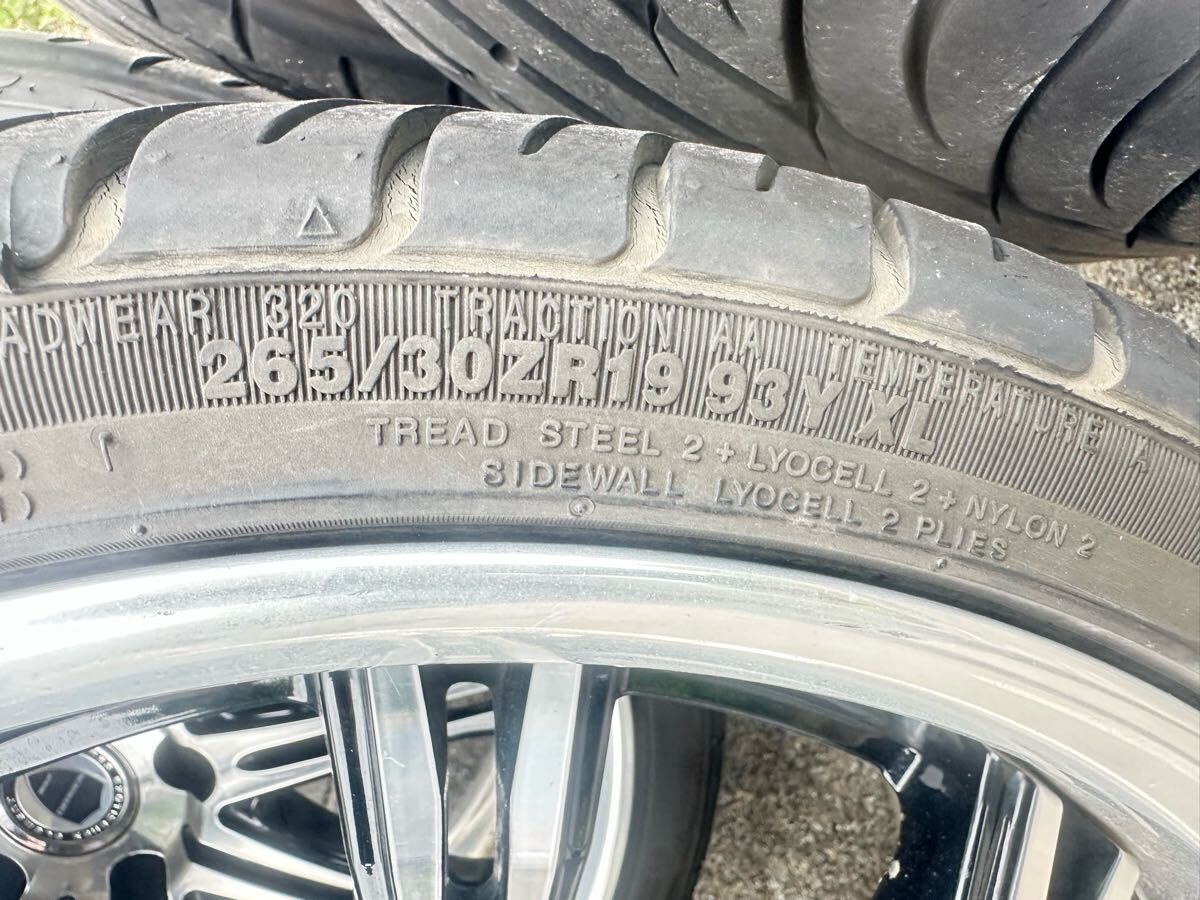 TREADWEAR 320 TRACTION AA TEMPERATURE A
265/30ZR19 93Y XL
TREAD STEEL 2 + LYOCELL 2 + NYLON 2
SIDEWALL LYOCELL 2 PLIES